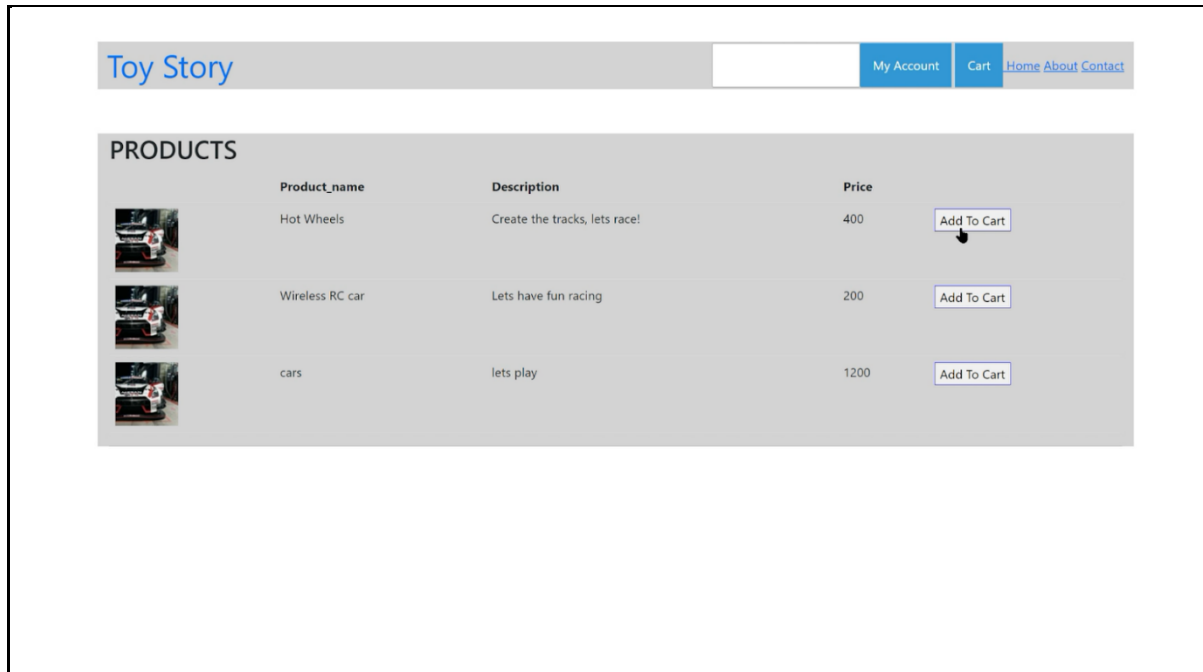 Toy Story My Account Cart Home About Contact
PRODUCTS
Product_name Description Price
Hot Wheels Create the tracks, lets race! 400 Add To Cart
Wireless RC car Lets have fun racing 200 Add To Cart
cars lets play 1200 Add To Cart